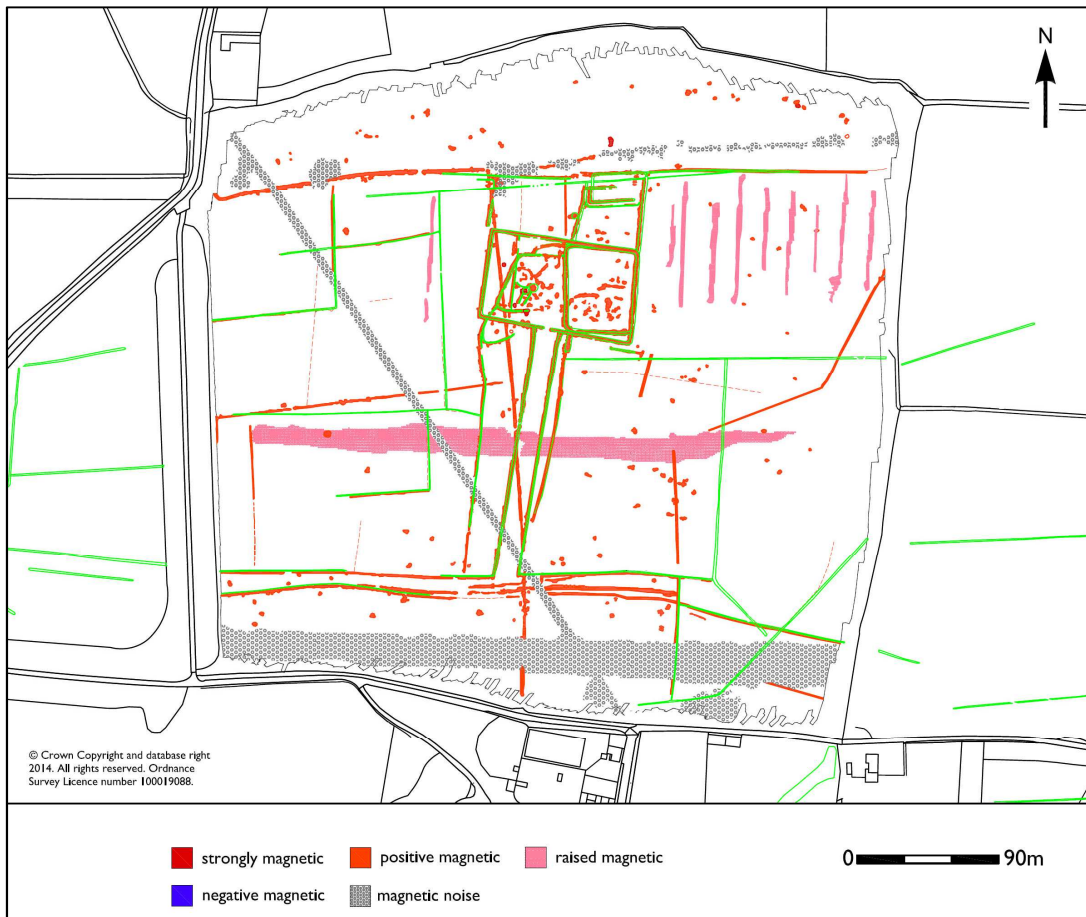 N
© Crown Copyright and database right
2014. All rights reserved. Ordnance
Survey Licence number 100019088.
strongly magnetic
positive magnetic
raised magnetic
0
90m
negative magnetic
magnetic noise